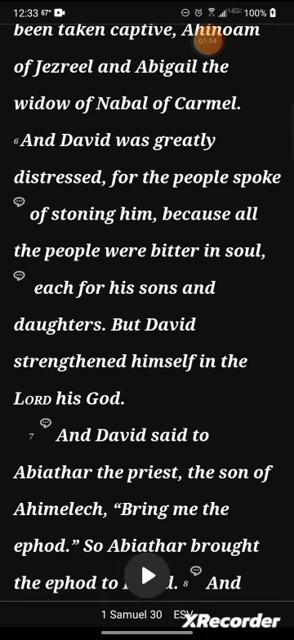 12:33 67° 100%
01:14
been taken captive, Ahinoam
of Jezreel and Abigail the
widow of Nabal of Carmel.
6 And David was greatly
distressed, for the people spoke
of stoning him, because all
the people were bitter in soul,
each for his sons and
daughters. But David
strengthened himself in the
LORD his God.
7 And David said to
Abiathar the priest, the son of
Ahimelech, “Bring me the
ephod.” So Abiathar brought
the ephod to d. 8 And
1 Samuel 30 ESV
XRecorder